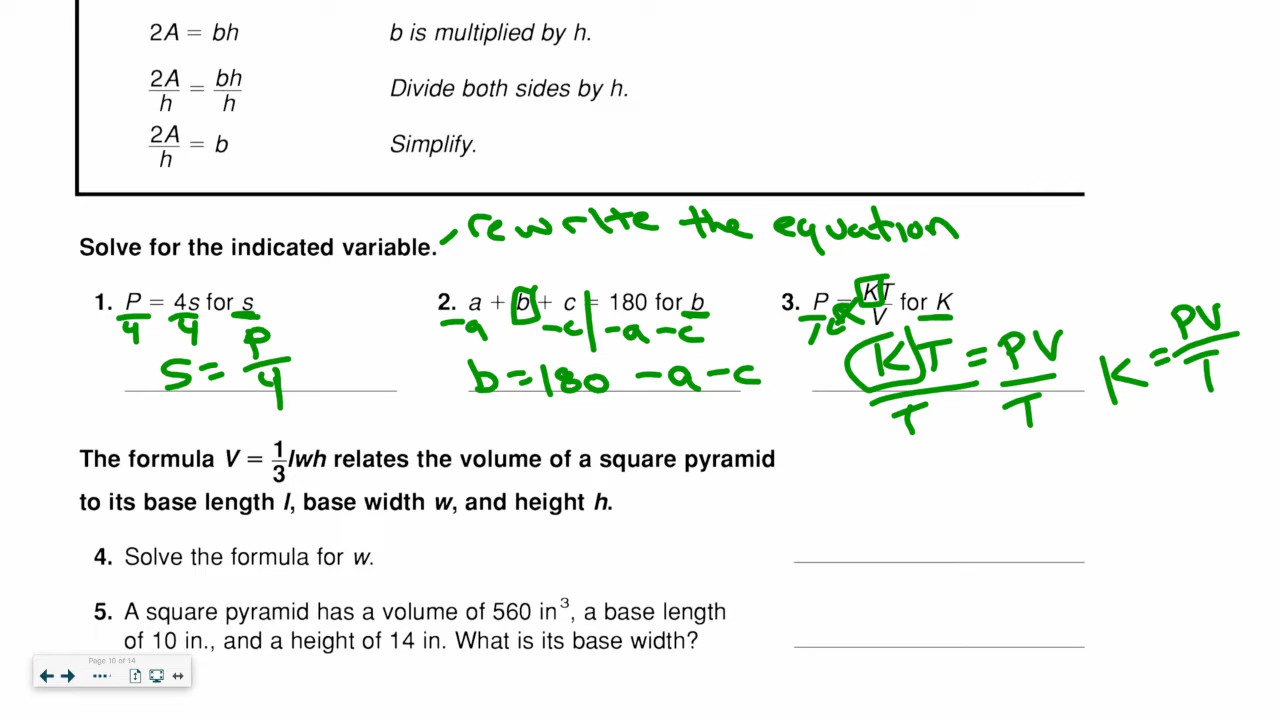 2A = bh b is multiplied by h.
2A/h = bh/h Divide both sides by h.
2A/h = b Simplify.
rewrite the equation
Solve for the indicated variable.
1. P = 4s for s 2. a + b + c = 180 for b 3. P = KT/V for K
4 4 -a -c -a -c 1
s = P/4 b = 180 - a - c KT/T = PV/T K = PV/T
The formula V = 1/3 lwh relates the volume of a square pyramid
to its base length l, base width w, and height h.
4. Solve the formula for w.
5. A square pyramid has a volume of 560 in³, a base length
of 10 in., and a height of 14 in. What is its base width?
Page 10 of 14